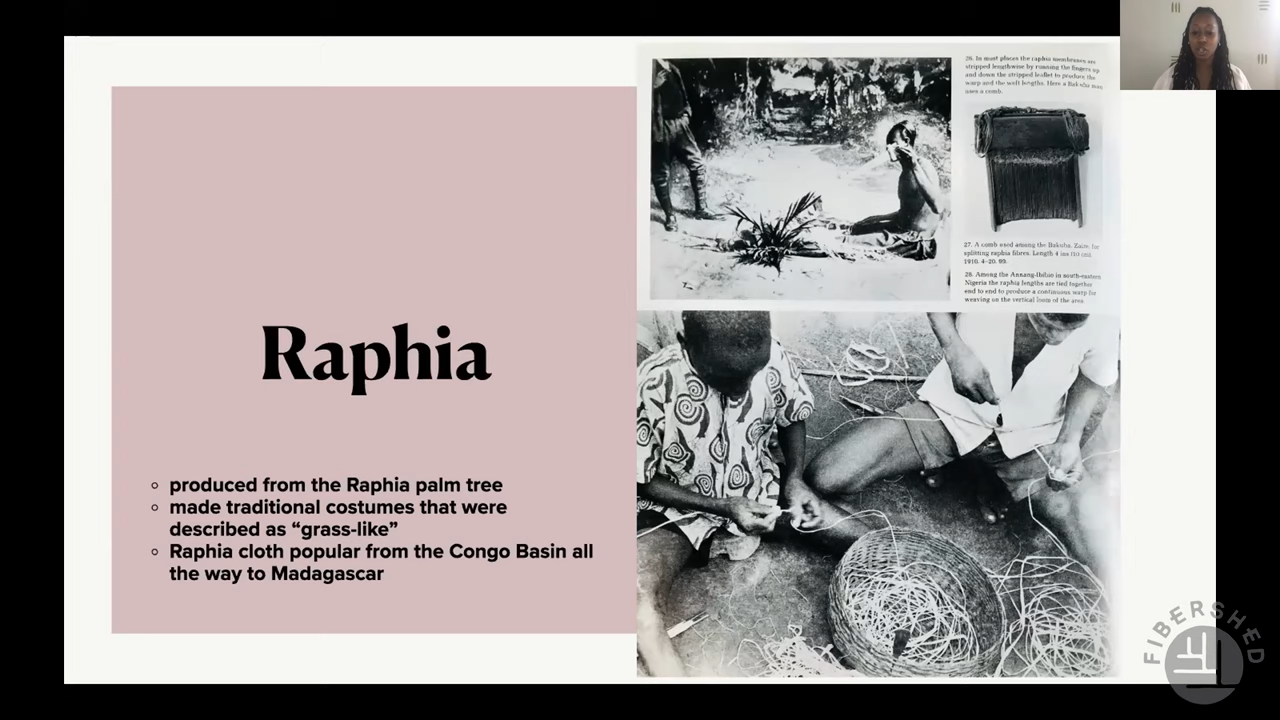 Raphia
produced from the Raphia palm tree
made traditional costumes that were
described as “grass-like”
Raphia cloth popular from the Congo Basin all
the way to Madagascar
26. In most places the raphia membranes are
stripped lengthwise by running the fingers up
and down the stripped leaflet to produce the
warp and the weft lengths. Here a Bakuba man
uses a comb.
27. A comb used among the Bakuba, Zaire, for
splitting raphia fibres. Length 4 ins (10 cm).
1910. 4–20. 99.
28. Among the Annang-Ibibio in south-eastern
Nigeria the raphia lengths are tied together
end to end to produce a continuous warp for
weaving on the vertical loom of the area.
FIBERSHED